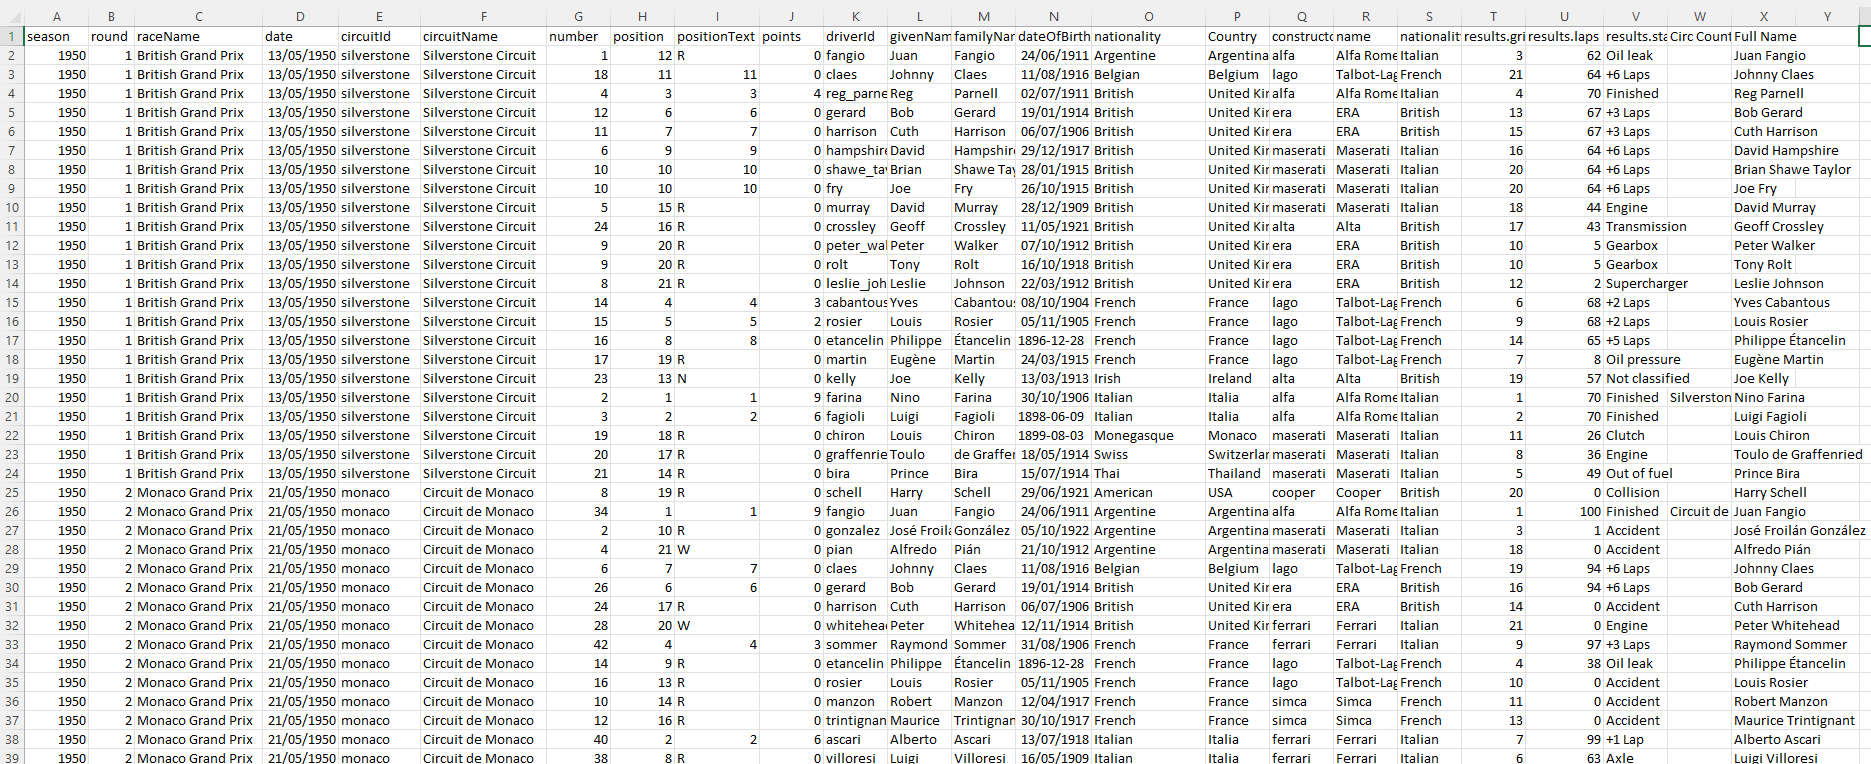 A B C D E F G H I J K L M N O P Q R S T U V W X Y
1 season round raceName date circuitId circuitName number position positionText points driverId givenNam familyNar dateOfBirth nationality Country constructo name nationalit results.gri results.laps results.sta Circ Count Full Name
2 1950 1 British Grand Prix 13/05/1950 silverstone Silverstone Circuit 1 12 R 0 fangio Juan Fangio 24/06/1911 Argentine Argentina alfa Alfa Rome Italian 3 62 Oil leak Juan Fangio
3 1950 1 British Grand Prix 13/05/1950 silverstone Silverstone Circuit 18 11 11 0 claes Johnny Claes 11/08/1916 Belgian Belgium lago Talbot-Lag French 21 64 +6 Laps Johnny Claes
4 1950 1 British Grand Prix 13/05/1950 silverstone Silverstone Circuit 4 3 3 4 reg_parne Reg Parnell 02/07/1911 British United Kin alfa Alfa Rome Italian 4 70 Finished Reg Parnell
5 1950 1 British Grand Prix 13/05/1950 silverstone Silverstone Circuit 12 6 6 0 gerard Bob Gerard 19/01/1914 British United Kin era ERA British 13 67 +3 Laps Bob Gerard
6 1950 1 British Grand Prix 13/05/1950 silverstone Silverstone Circuit 11 7 7 0 harrison Cuth Harrison 06/07/1906 British United Kin era ERA British 15 67 +3 Laps Cuth Harrison
7 1950 1 British Grand Prix 13/05/1950 silverstone Silverstone Circuit 6 9 9 0 hampshire David Hampshir 29/12/1917 British United Kin maserati Maserati Italian 16 64 +6 Laps David Hampshire
8 1950 1 British Grand Prix 13/05/1950 silverstone Silverstone Circuit 10 10 10 0 shawe_tay Brian Shawe Tay 28/01/1915 British United Kin maserati Maserati Italian 20 64 +6 Laps Brian Shawe Taylor
9 1950 1 British Grand Prix 13/05/1950 silverstone Silverstone Circuit 10 10 10 0 fry Joe Fry 26/10/1915 British United Kin maserati Maserati Italian 20 64 +6 Laps Joe Fry
10 1950 1 British Grand Prix 13/05/1950 silverstone Silverstone Circuit 5 15 R 0 murray David Murray 28/12/1909 British United Kin maserati Maserati Italian 18 44 Engine David Murray
11 1950 1 British Grand Prix 13/05/1950 silverstone Silverstone Circuit 24 16 R 0 crossley Geoff Crossley 11/05/1921 British United Kin alta Alta British 17 43 Transmission Geoff Crossley
12 1950 1 British Grand Prix 13/05/1950 silverstone Silverstone Circuit 9 20 R 0 peter_wal Peter Walker 07/10/1912 British United Kin era ERA British 10 5 Gearbox Peter Walker
13 1950 1 British Grand Prix 13/05/1950 silverstone Silverstone Circuit 9 20 R 0 rolt Tony Rolt 16/10/1918 British United Kin era ERA British 10 5 Gearbox Tony Rolt
14 1950 1 British Grand Prix 13/05/1950 silverstone Silverstone Circuit 8 21 R 0 leslie_joh Leslie Johnson 22/03/1912 British United Kin era ERA British 12 2 Supercharger Leslie Johnson
15 1950 1 British Grand Prix 13/05/1950 silverstone Silverstone Circuit 14 4 4 3 cabantous Yves Cabantou 08/10/1904 French France lago Talbot-Lag French 6 68 +2 Laps Yves Cabantous
16 1950 1 British Grand Prix 13/05/1950 silverstone Silverstone Circuit 15 5 5 2 rosier Louis Rosier 05/11/1905 French France lago Talbot-Lag French 9 68 +2 Laps Louis Rosier
17 1950 1 British Grand Prix 13/05/1950 silverstone Silverstone Circuit 16 8 8 0 etancelin Philippe Étancelin 1896-12-28 French France lago Talbot-Lag French 14 65 +5 Laps Philippe Étancelin
18 1950 1 British Grand Prix 13/05/1950 silverstone Silverstone Circuit 17 19 R 0 martin Eugène Martin 24/03/1915 French France lago Talbot-Lag French 7 8 Oil pressure Eugène Martin
19 1950 1 British Grand Prix 13/05/1950 silverstone Silverstone Circuit 23 13 N 0 kelly Joe Kelly 13/03/1913 Irish Ireland alta Alta British 19 57 Not classified Joe Kelly
20 1950 1 British Grand Prix 13/05/1950 silverstone Silverstone Circuit 2 1 1 9 farina Nino Farina 30/10/1906 Italian Italia alfa Alfa Rome Italian 1 70 Finished Silverston Nino Farina
21 1950 1 British Grand Prix 13/05/1950 silverstone Silverstone Circuit 3 2 2 6 fagioli Luigi Fagioli 1898-06-09 Italian Italia alfa Alfa Rome Italian 2 70 Finished Luigi Fagioli
22 1950 1 British Grand Prix 13/05/1950 silverstone Silverstone Circuit 19 18 R 0 chiron Louis Chiron 1899-08-03 Monegasque Monaco maserati Maserati Italian 11 26 Clutch Louis Chiron
23 1950 1 British Grand Prix 13/05/1950 silverstone Silverstone Circuit 20 17 R 0 graffenrie Toulo de Graffer 18/05/1914 Swiss Switzerlar maserati Maserati Italian 8 36 Engine Toulo de Graffenried
24 1950 1 British Grand Prix 13/05/1950 silverstone Silverstone Circuit 21 14 R 0 bira Prince Bira 15/07/1914 Thai Thailand maserati Maserati Italian 5 49 Out of fuel Prince Bira
25 1950 2 Monaco Grand Prix 21/05/1950 monaco Circuit de Monaco 8 19 R 0 schell Harry Schell 29/06/1921 American USA cooper Cooper British 20 0 Collision Harry Schell
26 1950 2 Monaco Grand Prix 21/05/1950 monaco Circuit de Monaco 34 1 1 9 fangio Juan Fangio 24/06/1911 Argentine Argentina alfa Alfa Rome Italian 1 100 Finished Circuit de Juan Fangio
27 1950 2 Monaco Grand Prix 21/05/1950 monaco Circuit de Monaco 2 10 R 0 gonzalez José Froila González 05/10/1922 Argentine Argentina maserati Maserati Italian 3 1 Accident José Froilán González
28 1950 2 Monaco Grand Prix 21/05/1950 monaco Circuit de Monaco 4 21 W 0 pian Alfredo Pián 21/10/1912 Argentine Argentina maserati Maserati Italian 18 0 Accident Alfredo Pián
29 1950 2 Monaco Grand Prix 21/05/1950 monaco Circuit de Monaco 6 7 7 0 claes Johnny Claes 11/08/1916 Belgian Belgium lago Talbot-Lag French 19 94 +6 Laps Johnny Claes
30 1950 2 Monaco Grand Prix 21/05/1950 monaco Circuit de Monaco 26 6 6 0 gerard Bob Gerard 19/01/1914 British United Kin era ERA British 16 94 +6 Laps Bob Gerard
31 1950 2 Monaco Grand Prix 21/05/1950 monaco Circuit de Monaco 24 17 R 0 harrison Cuth Harrison 06/07/1906 British United Kin era ERA British 14 0 Accident Cuth Harrison
32 1950 2 Monaco Grand Prix 21/05/1950 monaco Circuit de Monaco 28 20 W 0 whitehea Peter Whitehea 12/11/1914 British United Kin ferrari Ferrari Italian 21 0 Engine Peter Whitehead
33 1950 2 Monaco Grand Prix 21/05/1950 monaco Circuit de Monaco 42 4 4 3 sommer Raymond Sommer 31/08/1906 French France ferrari Ferrari Italian 9 97 +3 Laps Raymond Sommer
34 1950 2 Monaco Grand Prix 21/05/1950 monaco Circuit de Monaco 14 9 R 0 etancelin Philippe Étancelin 1896-12-28 French France lago Talbot-Lag French 4 38 Oil leak Philippe Étancelin
35 1950 2 Monaco Grand Prix 21/05/1950 monaco Circuit de Monaco 16 13 R 0 rosier Louis Rosier 05/11/1905 French France lago Talbot-Lag French 10 0 Accident Louis Rosier
36 1950 2 Monaco Grand Prix 21/05/1950 monaco Circuit de Monaco 10 14 R 0 manzon Robert Manzon 12/04/1917 French France simca Simca French 11 0 Accident Robert Manzon
37 1950 2 Monaco Grand Prix 21/05/1950 monaco Circuit de Monaco 12 16 R 0 trintignan Maurice Trintignan 30/10/1917 French France simca Simca French 13 0 Accident Maurice Trintignant
38 1950 2 Monaco Grand Prix 21/05/1950 monaco Circuit de Monaco 40 2 2 6 ascari Alberto Ascari 13/07/1918 Italian Italia ferrari Ferrari Italian 7 99 +1 Lap Alberto Ascari
39 1950 2 Monaco Grand Prix 21/05/1950 monaco Circuit de Monaco 38 8 R 0 villoresi Luigi Villoresi 16/05/1909 Italian Italia ferrari Ferrari Italian 6 63 Axle Luigi Villoresi